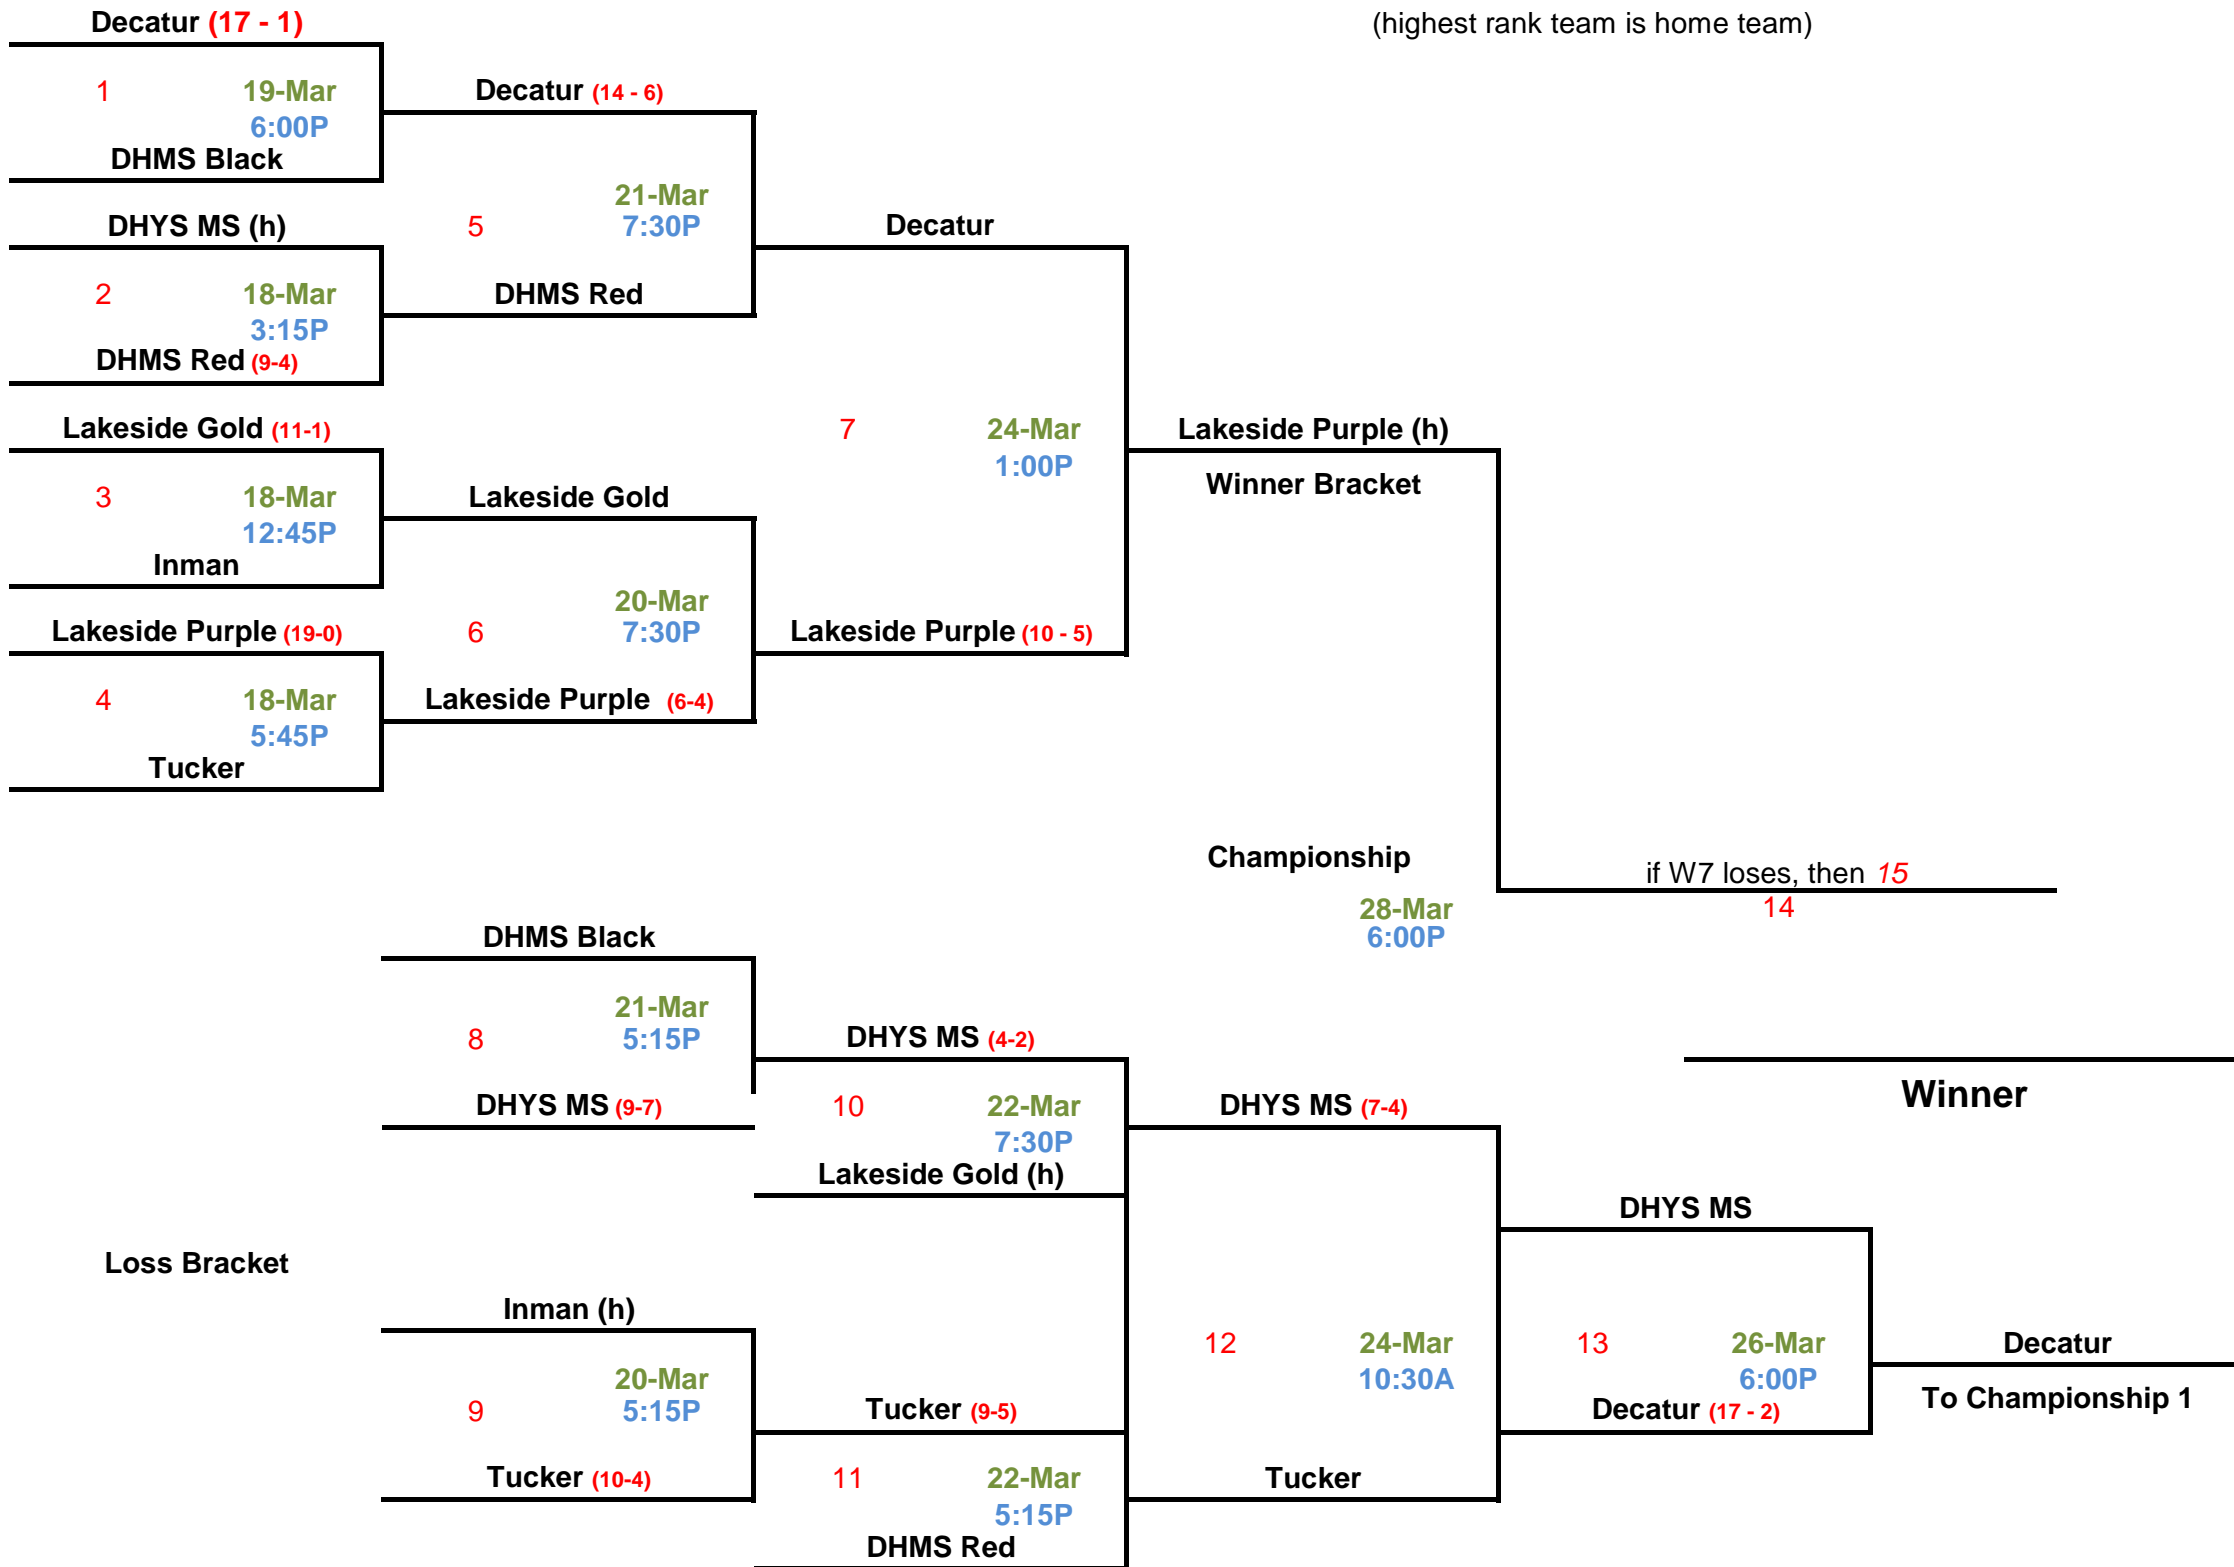 Decatur (17 - 1)
(highest rank team is home team)
1 19-Mar
6:00P
DHMS Black
Decatur (14 - 6)
DHYS MS (h)
5 21-Mar
7:30P
Decatur
2 18-Mar
3:15P
DHMS Red
DHMS Red (9-4)
Lakeside Gold (11-1)
7 24-Mar
1:00P
Lakeside Purple (h)
Winner Bracket
3 18-Mar
12:45P
Lakeside Gold
Inman
Lakeside Purple (19-0)
6 20-Mar
7:30P
Lakeside Purple (10 - 5)
4 18-Mar
5:45P
Lakeside Purple (6-4)
Tucker
Championship
28-Mar
6:00P
if W7 loses, then 15
14
DHMS Black
8 21-Mar
5:15P
DHYS MS (4-2)
DHYS MS (9-7)
10 22-Mar
7:30P
DHYS MS (7-4)
Winner
Lakeside Gold (h)
DHYS MS
Loss Bracket
Inman (h)
12 24-Mar
10:30A
13 26-Mar
6:00P
Decatur
To Championship 1
9 20-Mar
5:15P
Tucker (9-5)
Decatur (17 - 2)
Tucker (10-4)
11 22-Mar
5:15P
Tucker
DHMS Red